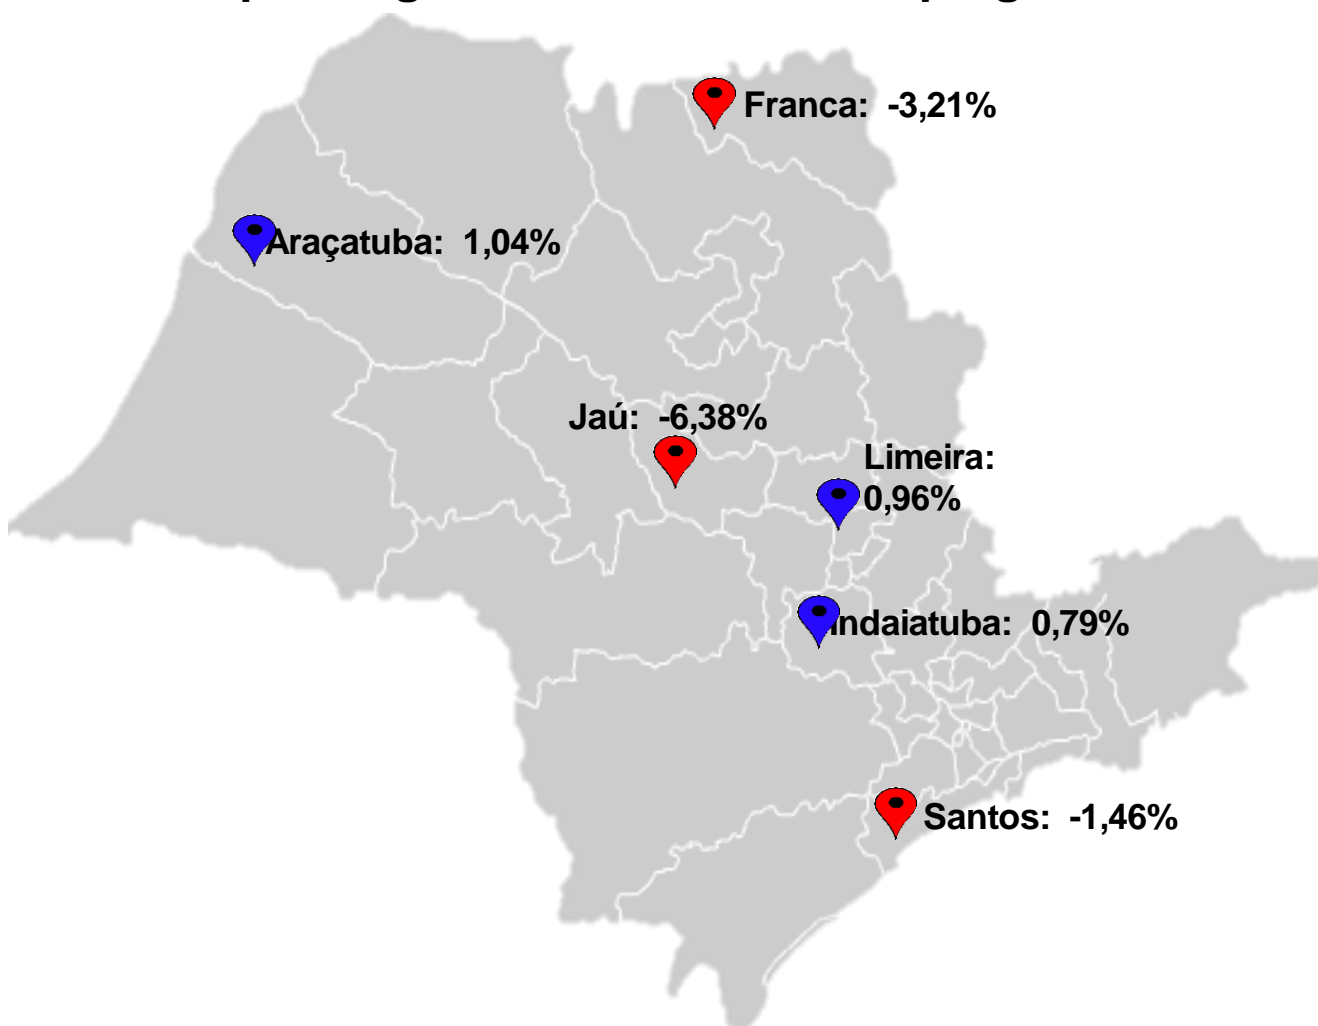 Franca: -3,21%
Araçatuba: 1,04%
Jaú: -6,38%
Limeira:
0,96%
Indaiatuba: 0,79%
Santos: -1,46%